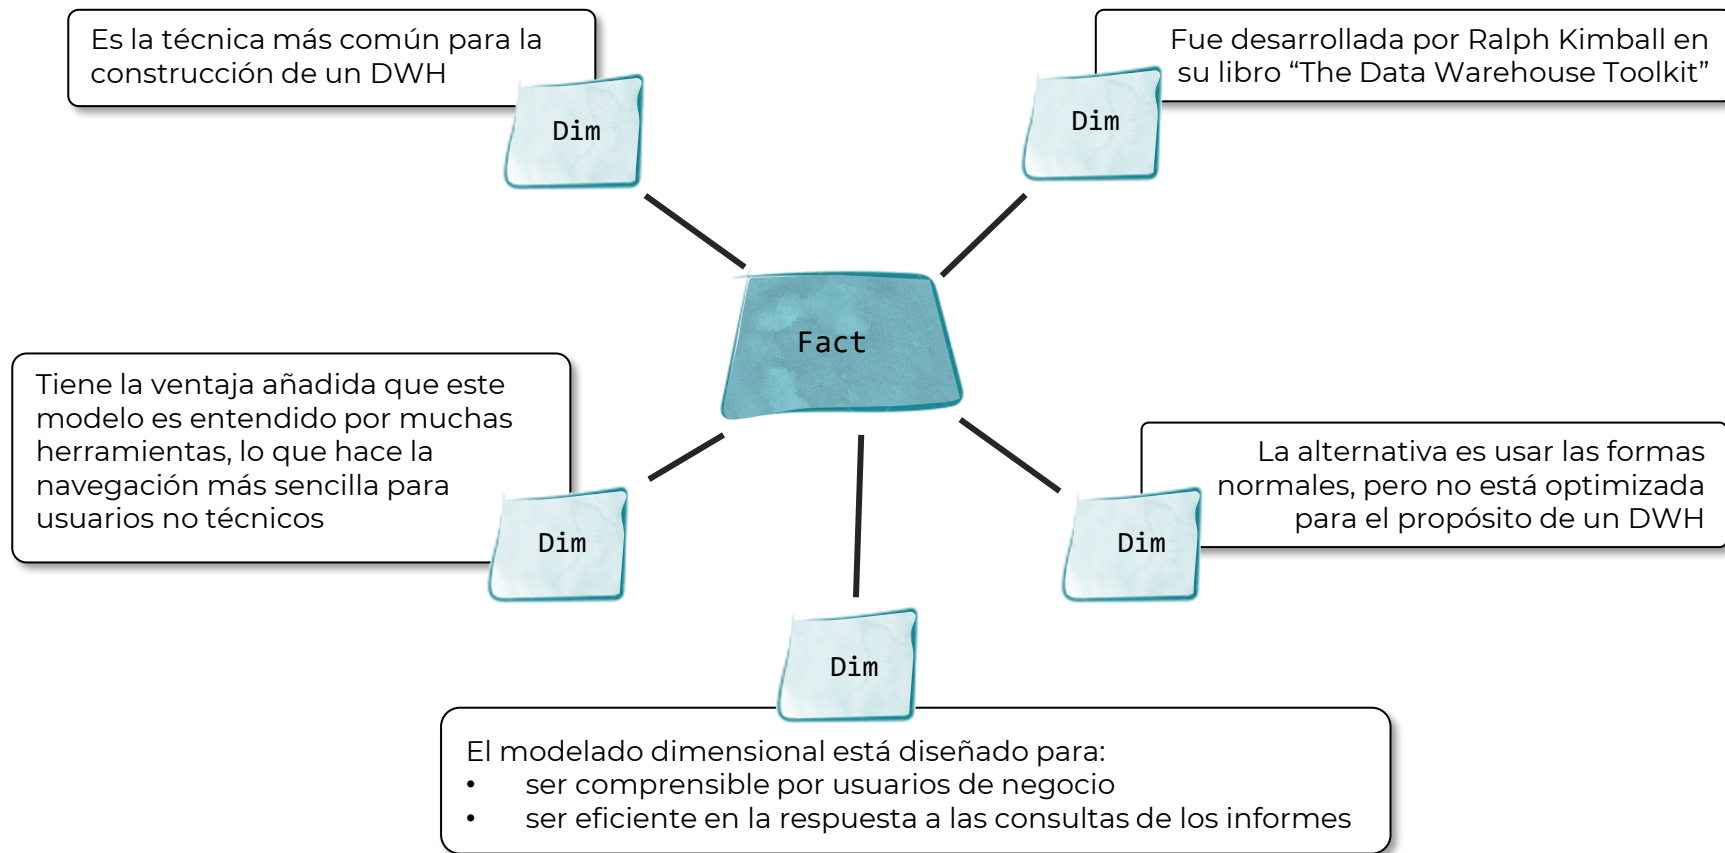 Es la técnica más común para la
construcción de un DWH
Dim
Fue desarrollada por Ralph Kimball en
su libro “The Data Warehouse Toolkit”
Dim
Fact
Tiene la ventaja añadida que este
modelo es entendido por muchas
herramientas, lo que hace la
navegación más sencilla para
usuarios no técnicos
Dim
La alternativa es usar las formas
normales, pero no está optimizada
para el propósito de un DWH
Dim
Dim
El modelado dimensional está diseñado para:
• ser comprensible por usuarios de negocio
• ser eficiente en la respuesta a las consultas de los informes